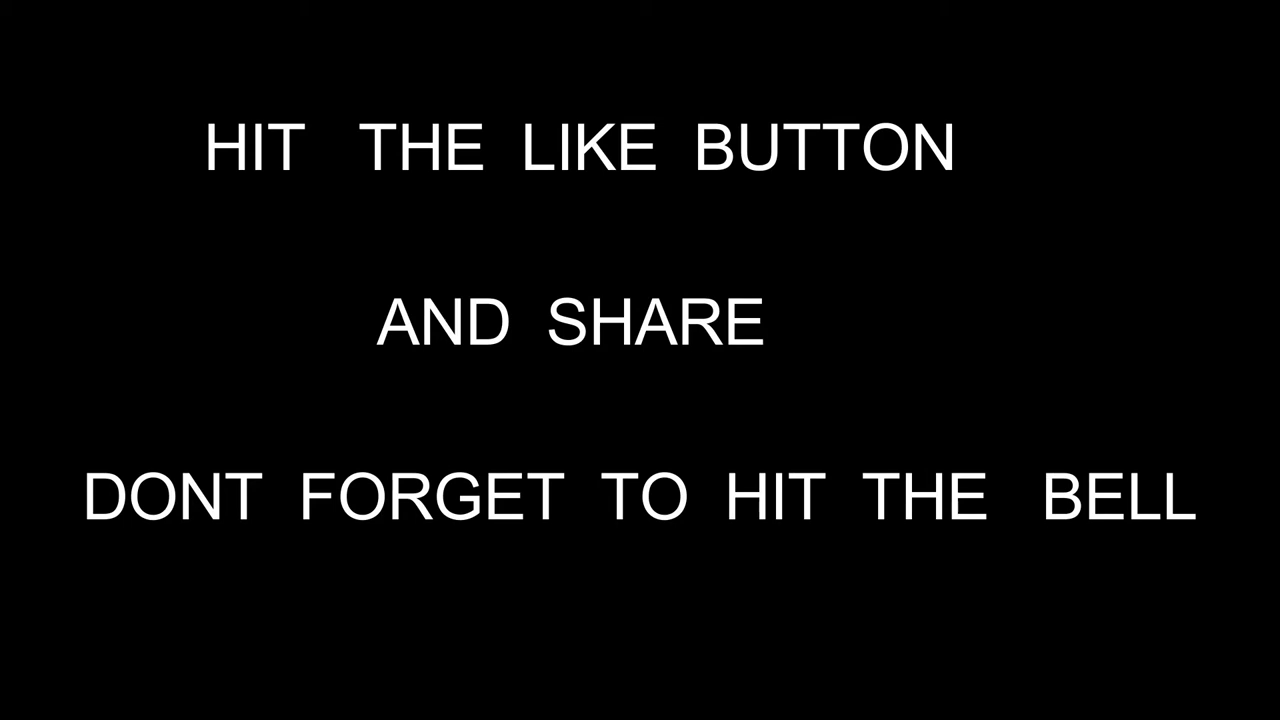 HIT THE LIKE BUTTON
AND SHARE
DONT FORGET TO HIT THE BELL